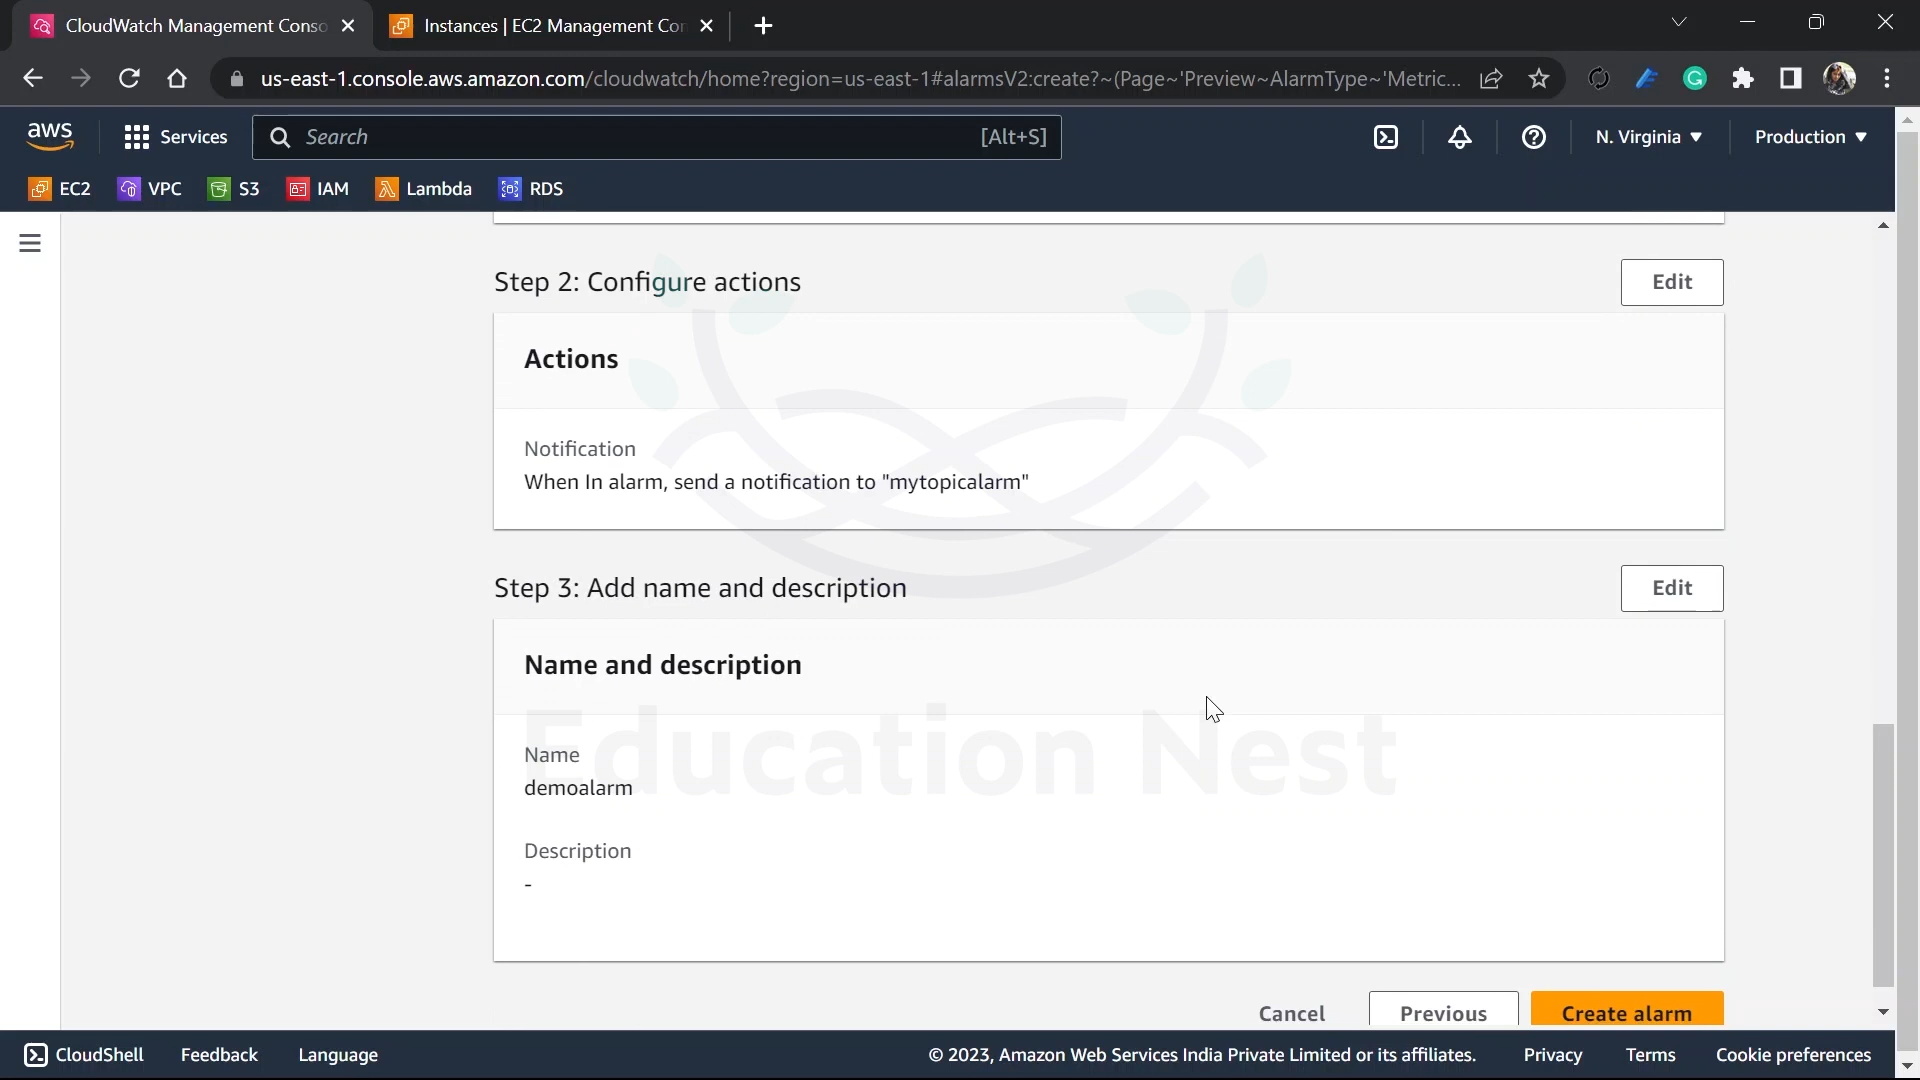 CloudWatch Management Conso
Instances | EC2 Management Con
us-east-1.console.aws.amazon.com/cloudwatch/home?region=us-east-1#alarmsV2:create?~(Page~'Preview~AlarmType~'Metric...
aws
Services
Search
[Alt+S]
N. Virginia
Production
EC2
VPC
S3
IAM
Lambda
RDS
Step 2: Configure actions
Edit
Actions
Notification
When In alarm, send a notification to "mytopicalarm"
Step 3: Add name and description
Edit
Name and description
Education Nest
Name
demoalarm
Description
-
Cancel
Previous
Create alarm
CloudShell
Feedback
Language
© 2023, Amazon Web Services India Private Limited or its affiliates.
Privacy
Terms
Cookie preferences